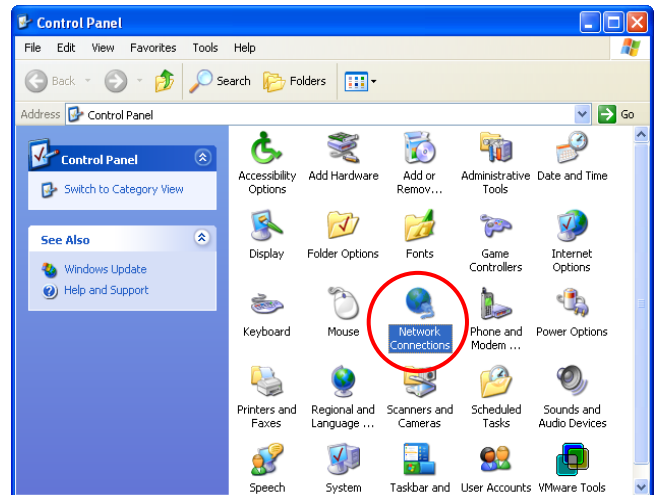 Control Panel
File Edit View Favorites Tools Help
Back Search Folders
Address Control Panel Go
Control Panel
Switch to Category View
See Also
Windows Update
Help and Support
Accessibility Options
Add Hardware
Add or Remov...
Administrative Tools
Date and Time
Display
Folder Options
Fonts
Game Controllers
Internet Options
Keyboard
Mouse
Network Connections
Phone and Modem ...
Power Options
Printers and Faxes
Regional and Language ...
Scanners and Cameras
Scheduled Tasks
Sounds and Audio Devices
Speech
System
Taskbar and
User Accounts
VMware Tools